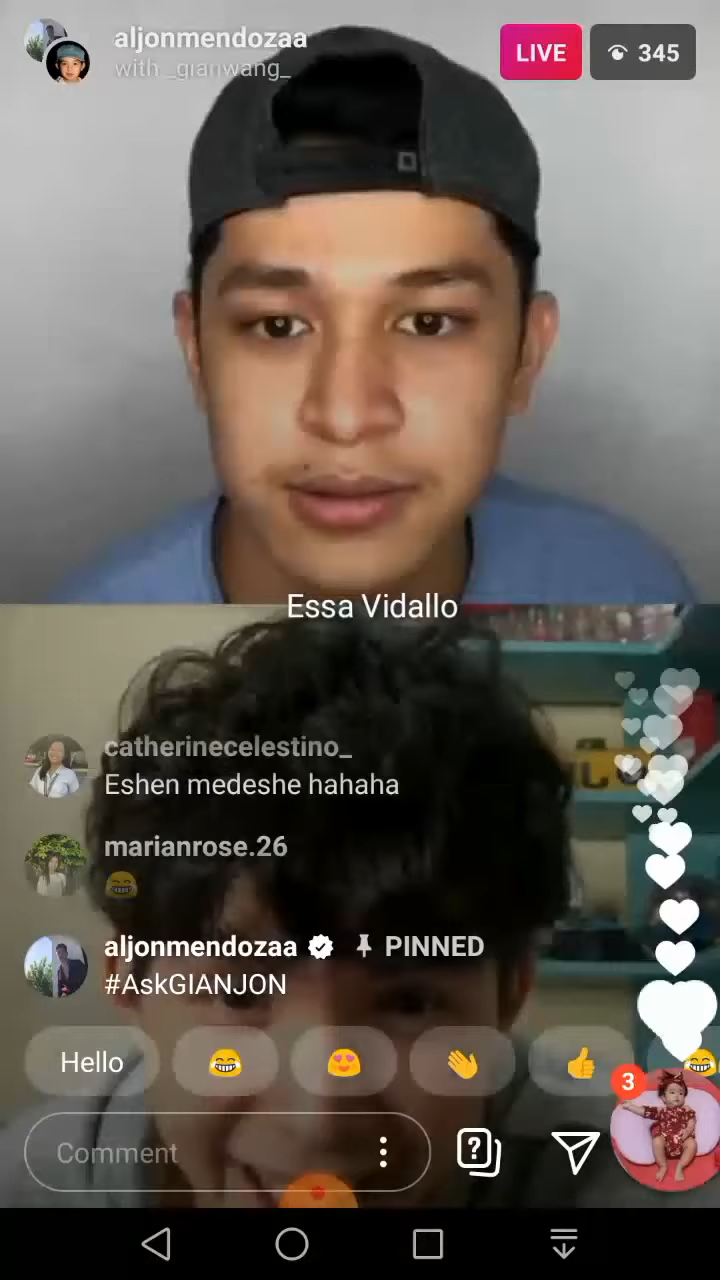 aljonmendozaa
with _gianwang_
LIVE
345
Essa Vidallo
catherinecelestino_
Eshen medeshe hahaha
marianrose.26
aljonmendozaa PINNED
#AskGIANJON
Hello
3
Comment